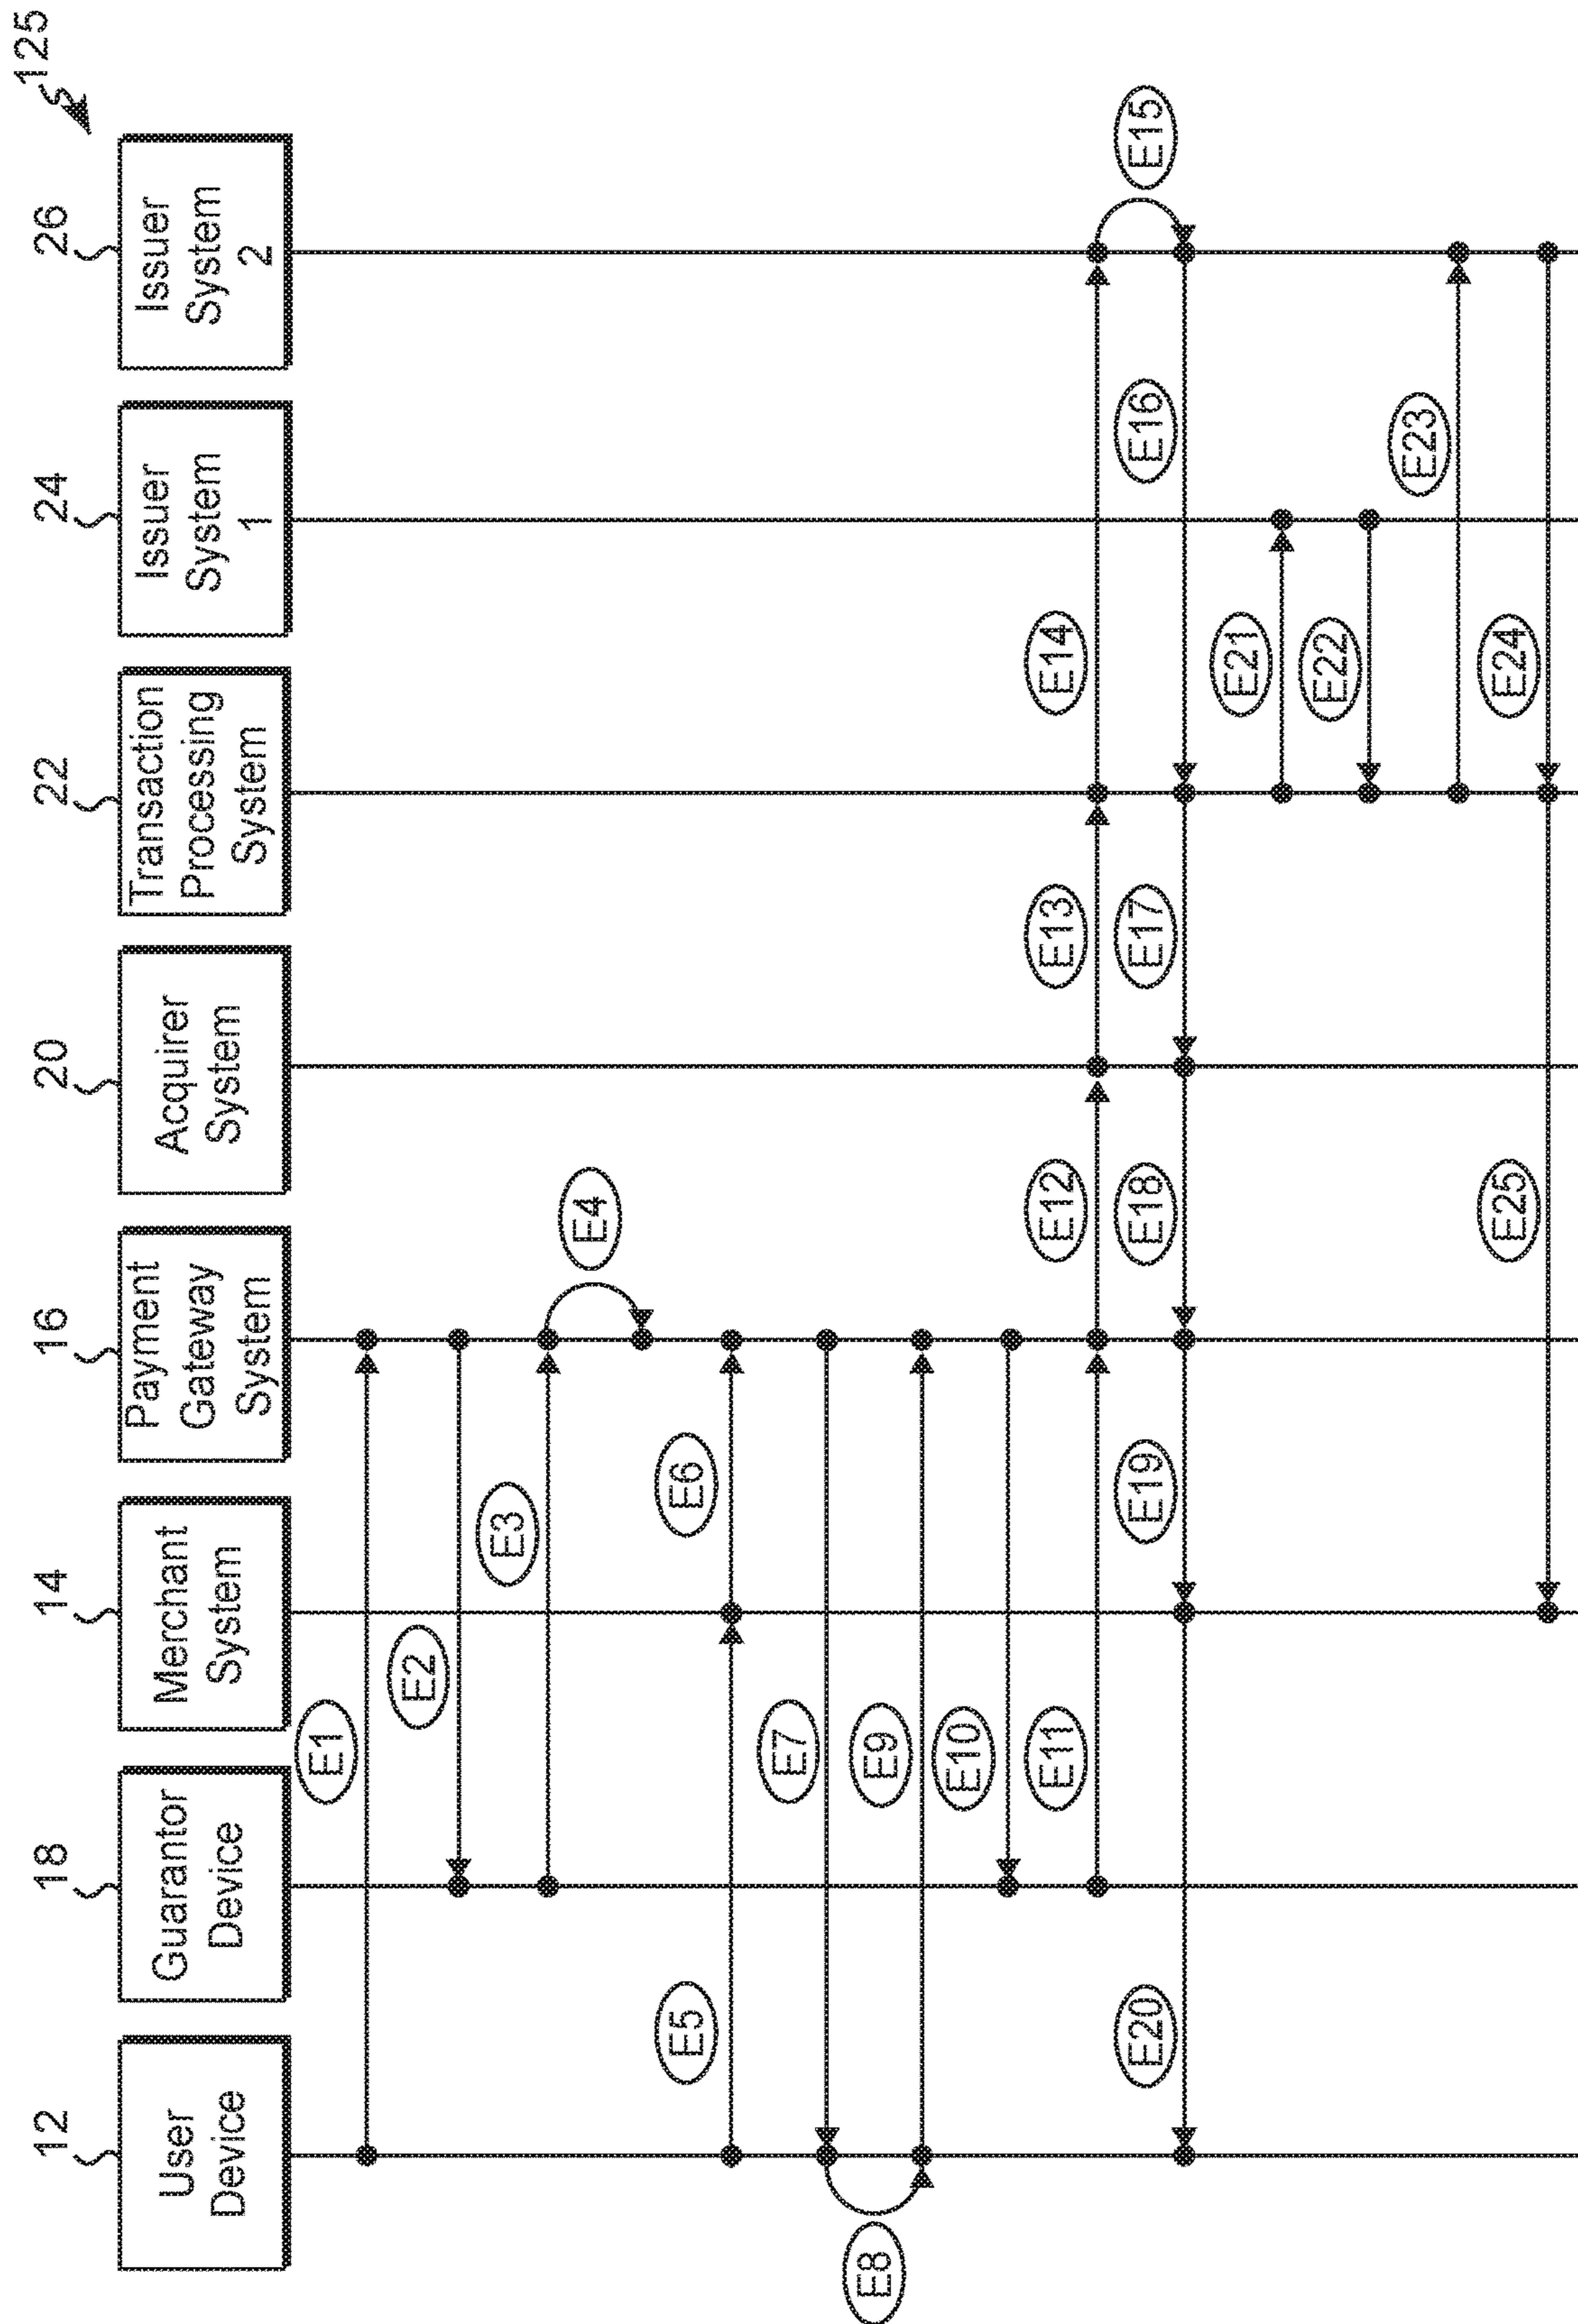 125
12
18
14
16
20
22
24
26
User
Device
Guarantor
Device
Merchant
System
Payment
Gateway
System
Acquirer
System
Transaction
Processing
System
Issuer
System
1
Issuer
System
2
E1
E2
E3
E4
E5
E6
E7
E8
E9
E10
E11
E12
E13
E14
E15
E16
E17
E18
E19
E20
E21
E22
E23
E24
E25